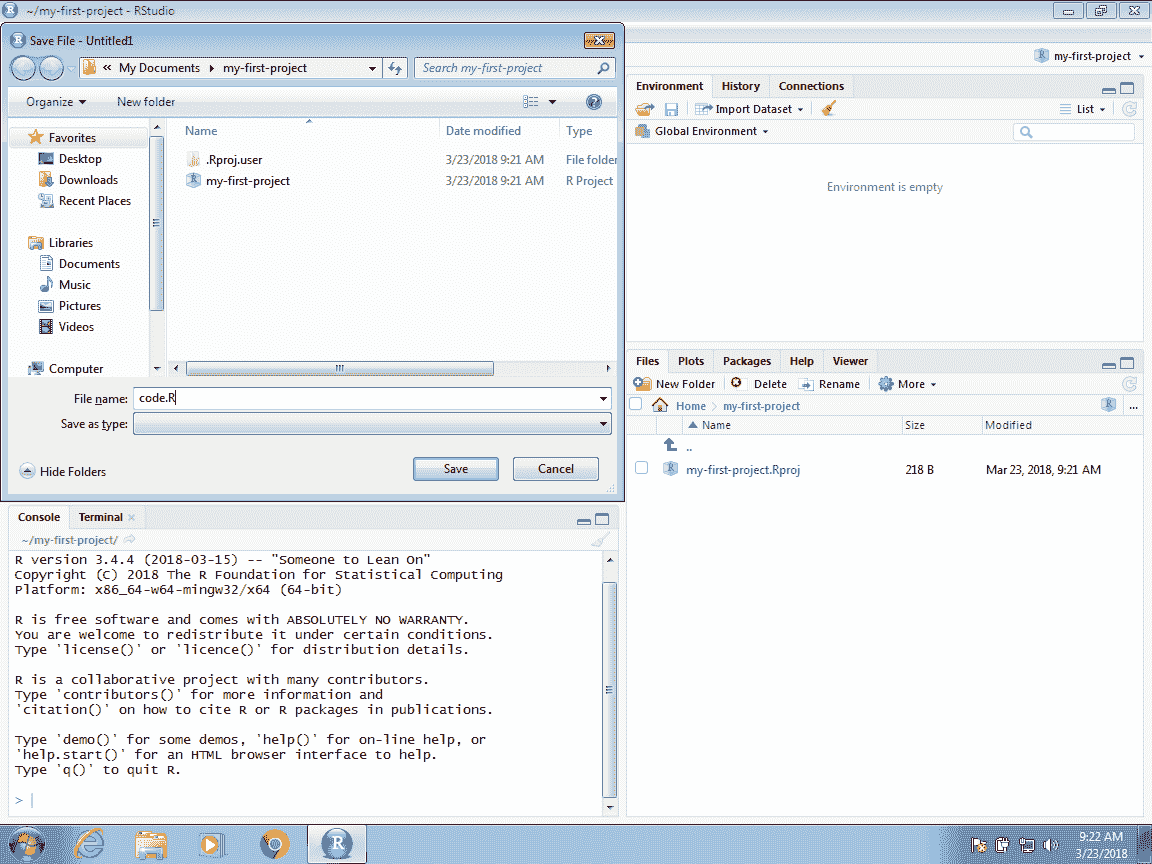 ~/my-first-project - RStudio
Save File - Untitled1
« My Documents ▸ my-first-project
Search my-first-project
Organize
New folder
Name
Date modified
Type
Favorites
Desktop
Downloads
Recent Places
Libraries
Documents
Music
Pictures
Videos
Computer
.Rproj.user
3/23/2018 9:21 AM
File folder
my-first-project
3/23/2018 9:21 AM
R Project
File name:
code.R
Save as type:
Hide Folders
Save
Cancel
my-first-project
Environment
History
Connections
Import Dataset
List
Global Environment
Environment is empty
Files
Plots
Packages
Help
Viewer
New Folder
Delete
Rename
More
Home
my-first-project
...
Name
Size
Modified
..
my-first-project.Rproj
218 B
Mar 23, 2018, 9:21 AM
Console
Terminal
~/my-first-project/
R version 3.4.4 (2018-03-15) -- "Someone to Lean On"
Copyright (C) 2018 The R Foundation for Statistical Computing
Platform: x86_64-w64-mingw32/x64 (64-bit)
R is free software and comes with ABSOLUTELY NO WARRANTY.
You are welcome to redistribute it under certain conditions.
Type 'license()' or 'licence()' for distribution details.
R is a collaborative project with many contributors.
Type 'contributors()' for more information and
'citation()' on how to cite R or R packages in publications.
Type 'demo()' for some demos, 'help()' for on-line help, or
'help.start()' for an HTML browser interface to help.
Type 'q()' to quit R.
>
9:22 AM
3/23/2018